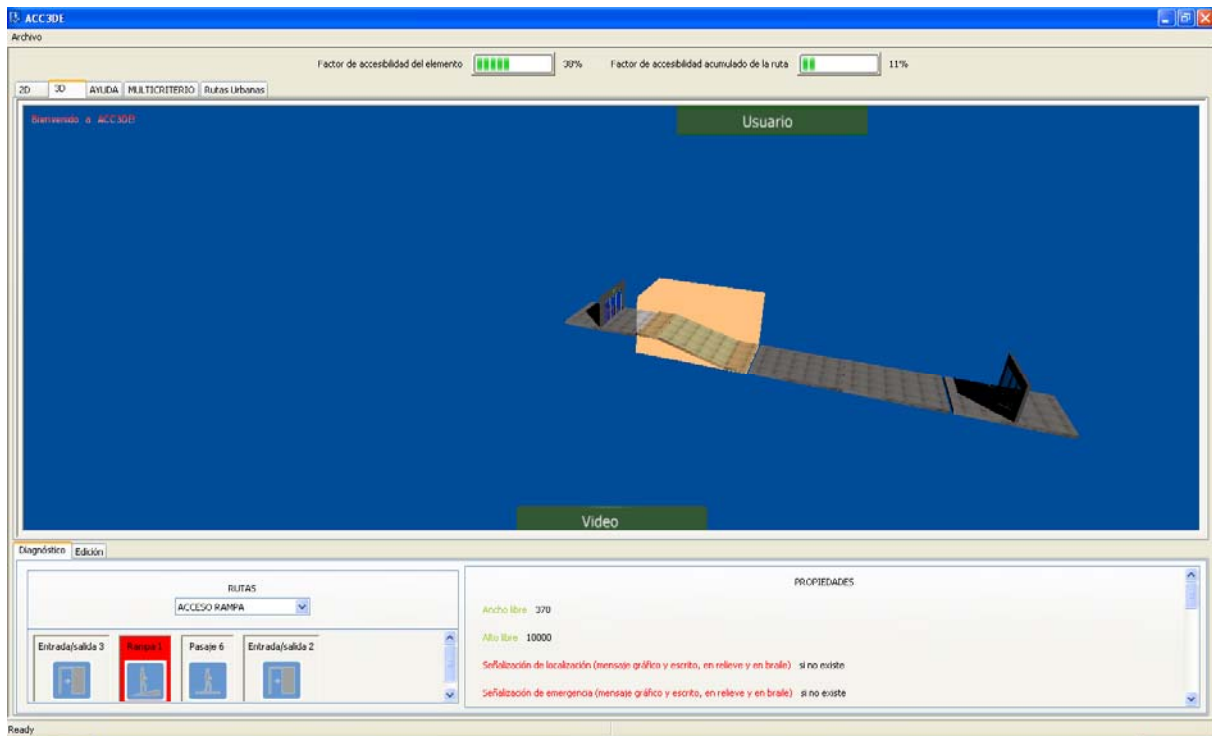 ACC3DE
Archivo
Factor de accesibilidad del elemento 38% Factor de accesibilidad acumulado de la ruta 11%
2D 3D AYUDA MULTICRITERIO Rutas Urbanas
Bienvenido a ACC3DE!
Usuario
Video
Diagnóstico Edición
RUTAS
ACCESO RAMPA
Entrada/salida 3 Rampa 1 Pasaje 6 Entrada/salida 2
PROPIEDADES
Ancho libre 370
Alto libre 10000
Señalización de localización (mensaje gráfico y escrito, en relieve y en braile) si no existe
Señalización de emergencia (mensaje gráfico y escrito, en relieve y en braile) si no existe
Ready